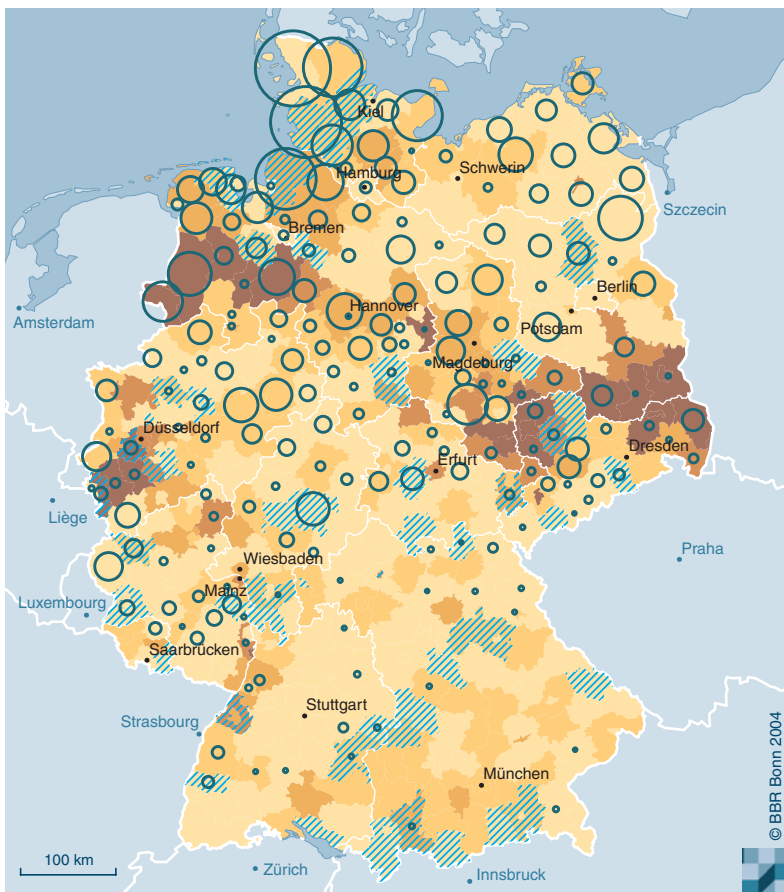 Kiel
Schwerin
Hamburg
Szczecin
Bremen
Berlin
Amsterdam
Hannover
Potsdam
Magdeburg
Düsseldorf
Dresden
Erfurt
Liège
Praha
Wiesbaden
Mainz
Luxembourg
Saarbrücken
Stuttgart
Strasbourg
München
© BBR Bonn 2004
100 km
Zürich
Innsbruck